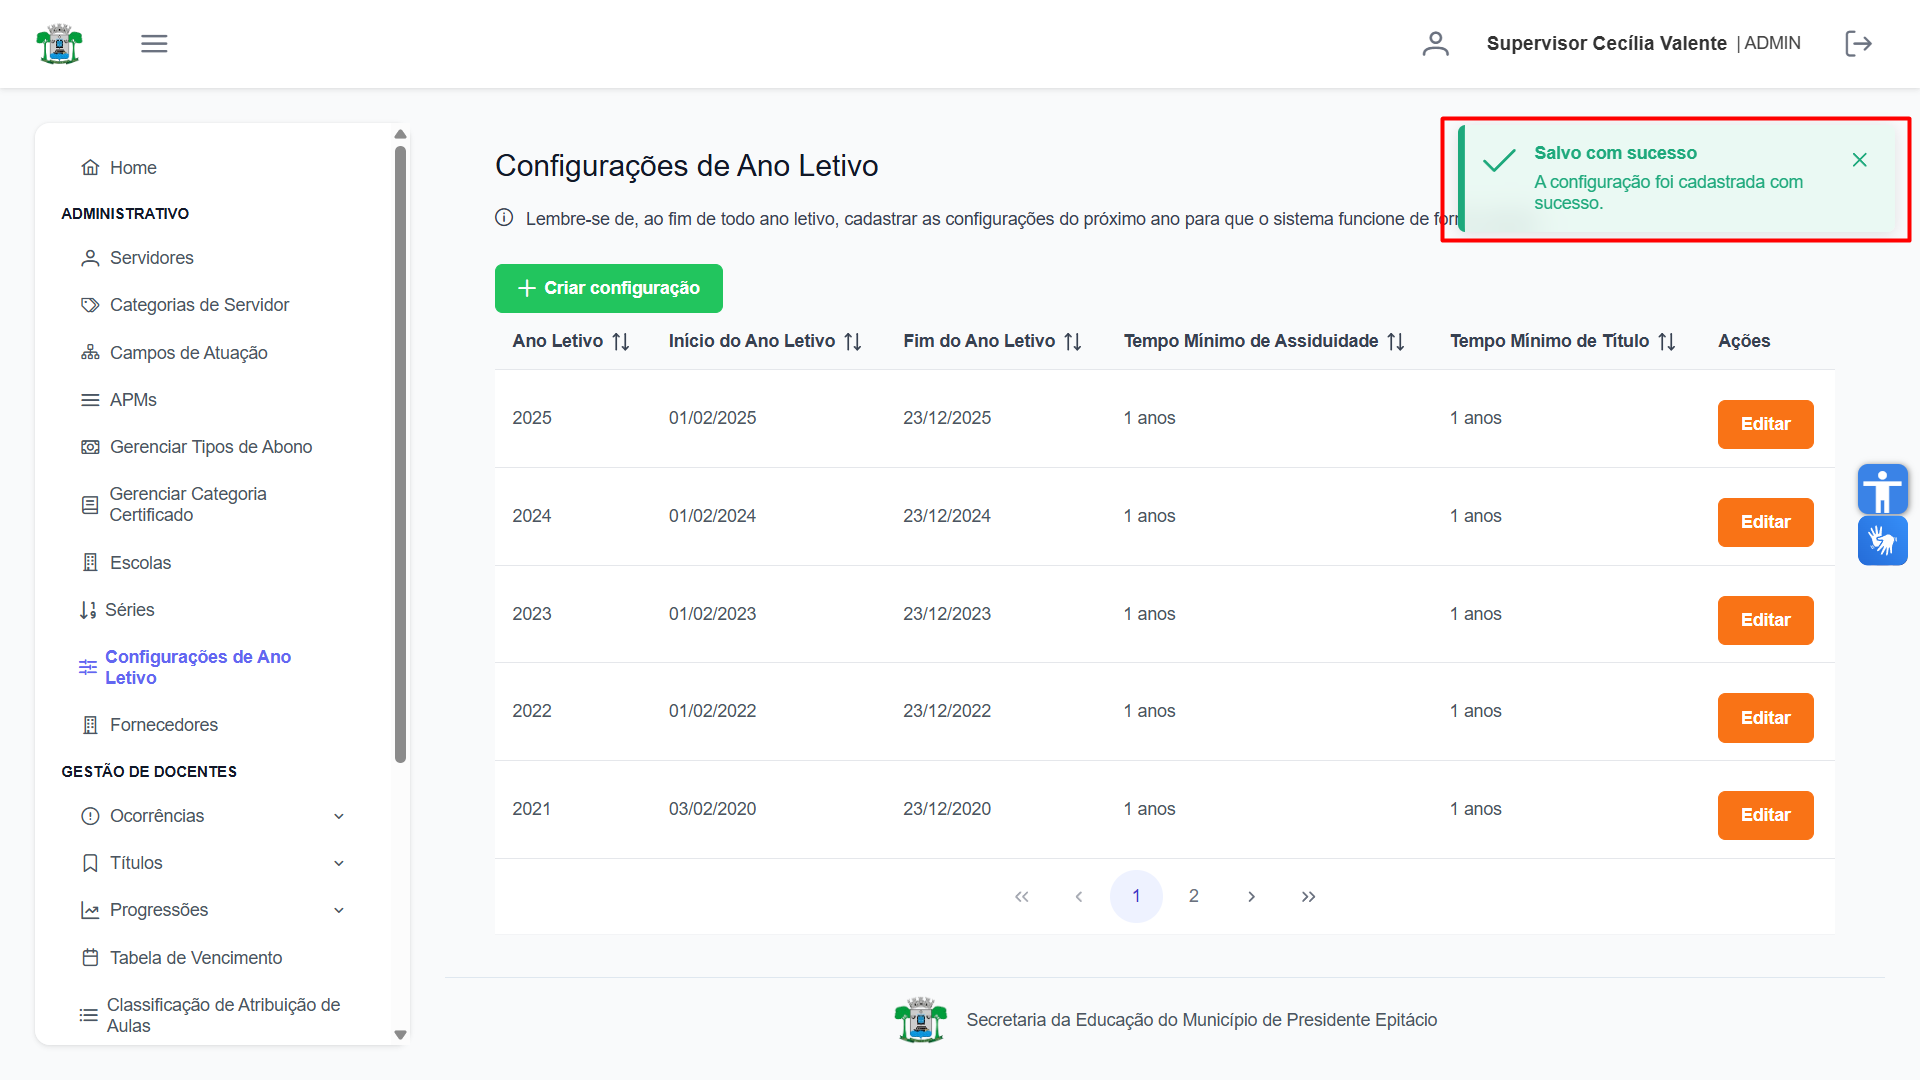 Supervisor Cecília Valente | ADMIN
Home
ADMINISTRATIVO
Servidores
Categorias de Servidor
Campos de Atuação
APMs
Gerenciar Tipos de Abono
Gerenciar Categoria
Certificado
Escolas
Séries
Configurações de Ano
Letivo
Fornecedores
GESTÃO DE DOCENTES
Ocorrências
Títulos
Progressões
Tabela de Vencimento
Classificação de Atribuição de
Aulas
Configurações de Ano Letivo
Lembre-se de, ao fim de todo ano letivo, cadastrar as configurações do próximo ano para que o sistema funcione de
Salvo com sucesso
A configuração foi cadastrada com
sucesso.
Criar configuração
Ano Letivo Início do Ano Letivo Fim do Ano Letivo Tempo Mínimo de Assiduidade Tempo Mínimo de Título Ações
2025 01/02/2025 23/12/2025 1 anos 1 anos Editar
2024 01/02/2024 23/12/2024 1 anos 1 anos Editar
2023 01/02/2023 23/12/2023 1 anos 1 anos Editar
2022 01/02/2022 23/12/2022 1 anos 1 anos Editar
2021 03/02/2020 23/12/2020 1 anos 1 anos Editar
1 2
Secretaria da Educação do Município de Presidente Epitácio